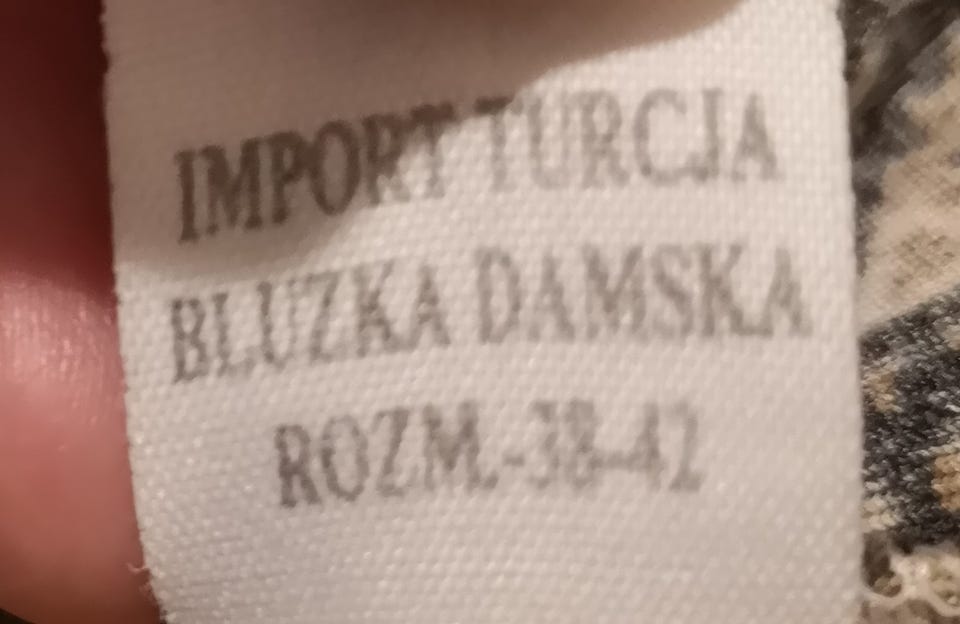 IMPORT TURCJA
BLUZKA DAMSKA
ROZM.-38-42